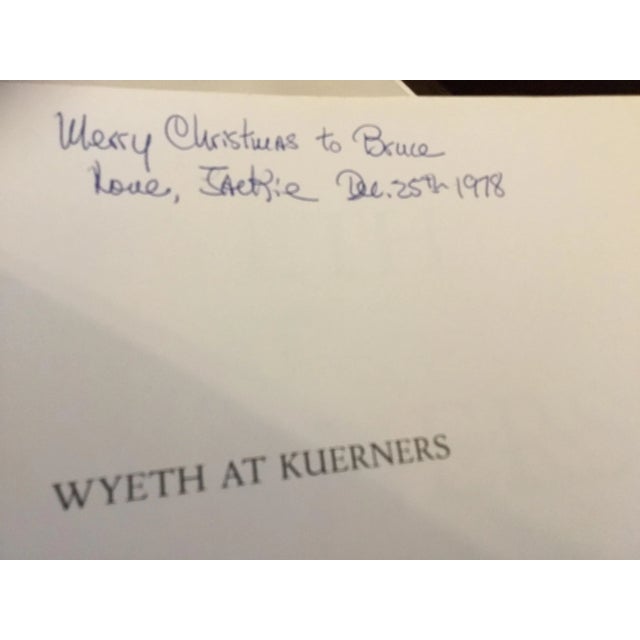 Merry Christmas to Bruce
Love, Jackie Dec. 25th 1978
WYETH AT KUERNERS